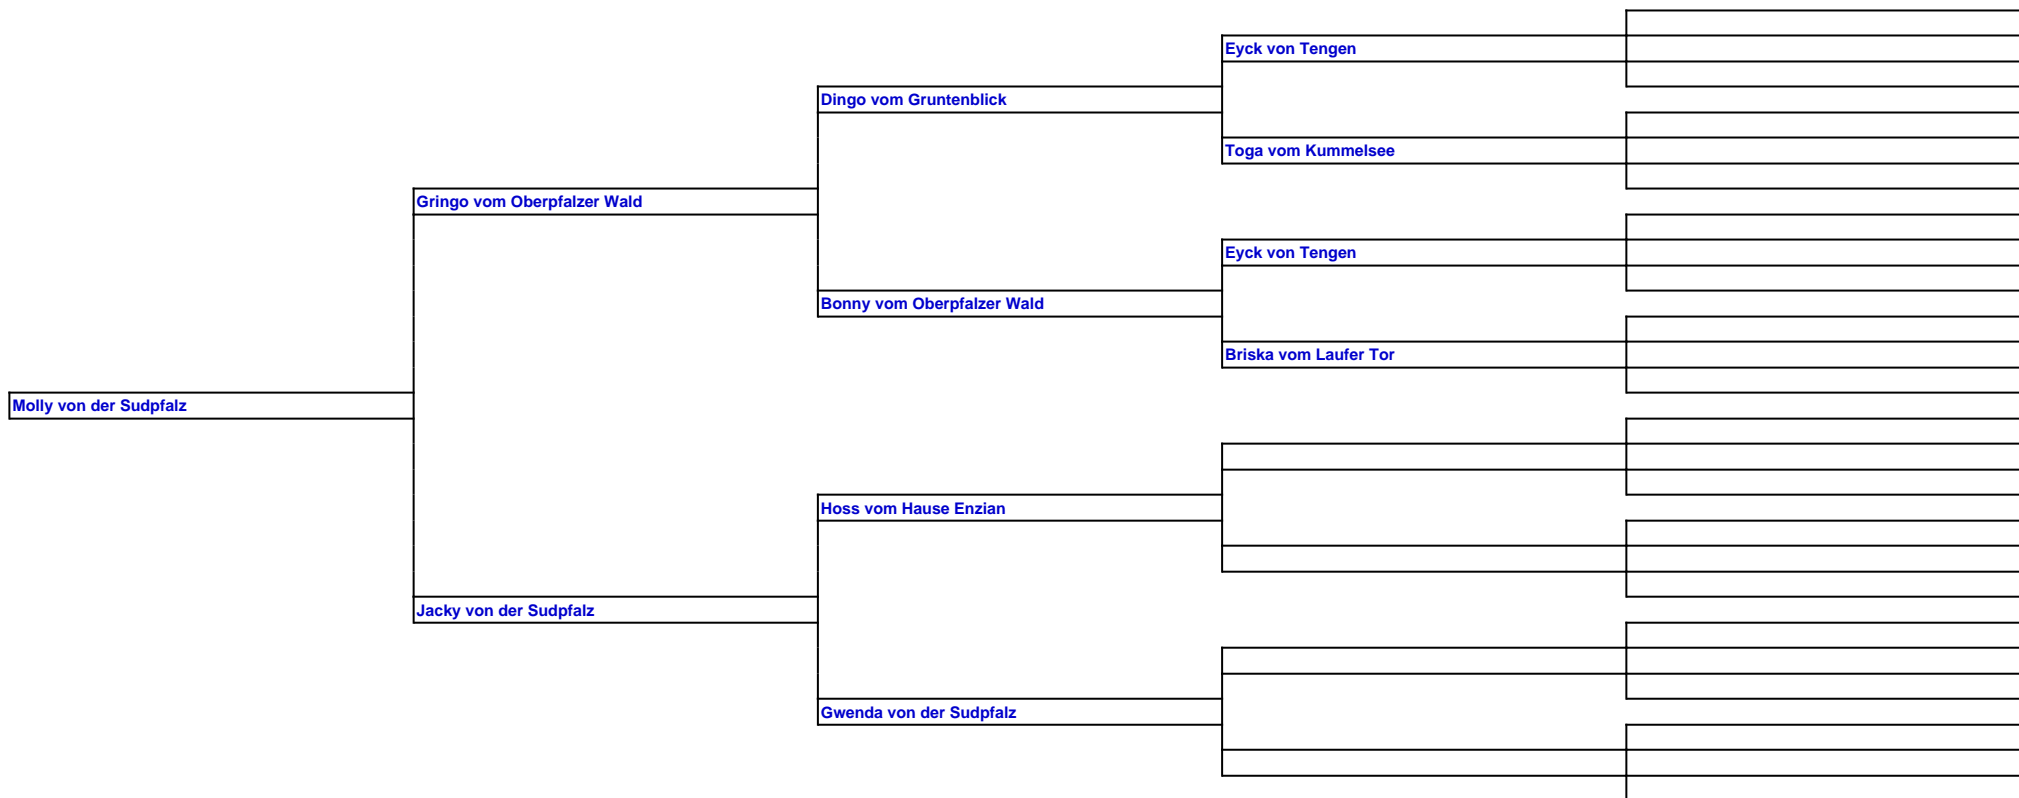 Eyck von Tengen
Dingo vom Gruntenblick
Toga vom Kummelsee
Gringo vom Oberpfalzer Wald
Eyck von Tengen
Bonny vom Oberpfalzer Wald
Briska vom Laufer Tor
Molly von der Sudpfalz
Hoss vom Hause Enzian
Jacky von der Sudpfalz
Gwenda von der Sudpfalz